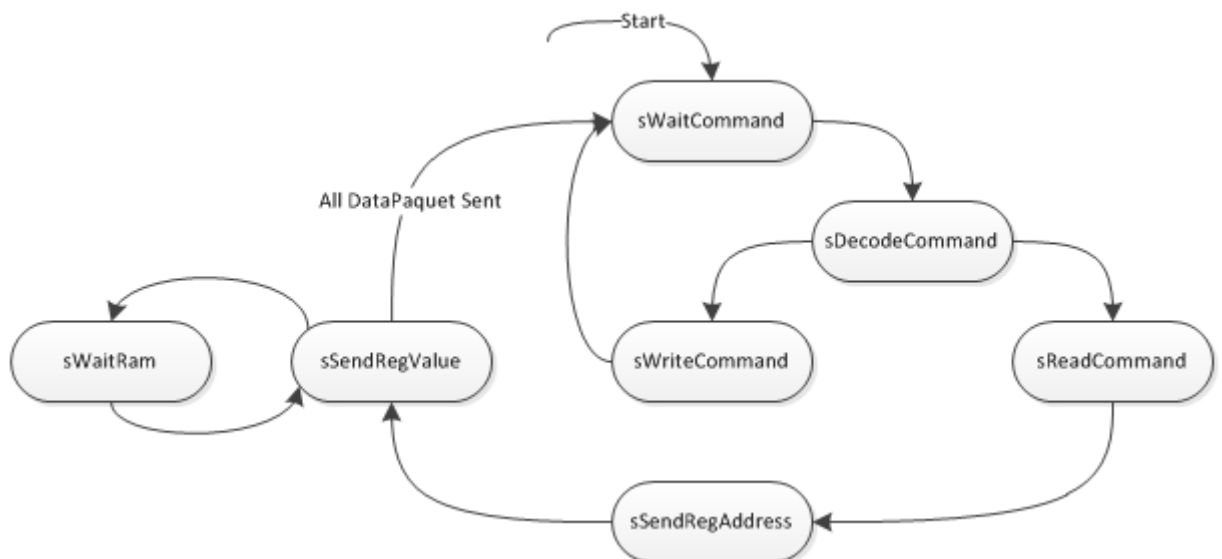 Start
sWaitCommand
All DataPaquet Sent
sDecodeCommand
sWaitRam
sSendRegValue
sWriteCommand
sReadCommand
sSendRegAddress